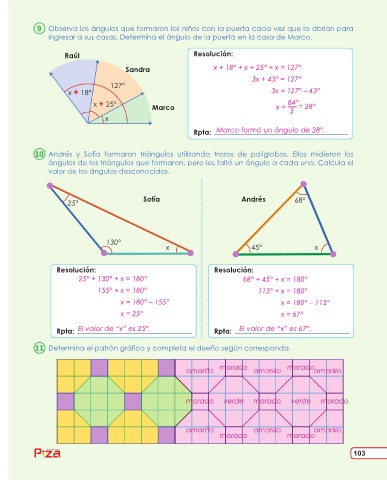 9 Observa los ángulos que formaron los niños con la puerta cada vez que la abrían para
ingresar a sus casas. Determina el ángulo de la puerta en la casa de Marco.
Raúl
Sandra
Marco
127°
x + 18°
x + 25°
x
Resolución:
x + 18° + x + 25° + x = 127°
3x + 43° = 127°
3x = 127° – 43°
x = 84°/3 = 28°
Rpta: Marco formó un ángulo de 28°.
10 Andrés y Sofía formaron triángulos utilizando trozos de poliglobos. Ellos midieron los
ángulos de los triángulos que formaron, pero les faltó un ángulo a cada uno. Calcula el
valor de los ángulos desconocidos.
Sofía
25°
130°
x
Andrés
68°
45°
x
Resolución:
25° + 130° + x = 180°
155° + x = 180°
x = 180° – 155°
x = 25°
Rpta: El valor de “x” es 25°.
Resolución:
68° + 45° + x = 180°
113° + x = 180°
x = 180° – 113°
x = 67°
Rpta: El valor de “x” es 67°.
11 Determina el patrón gráfico y completa el diseño según corresponda.
amarillo morado amarillo morado amarillo
morado verde morado verde morado
amarillo morado amarillo morado amarillo
P:zA
103